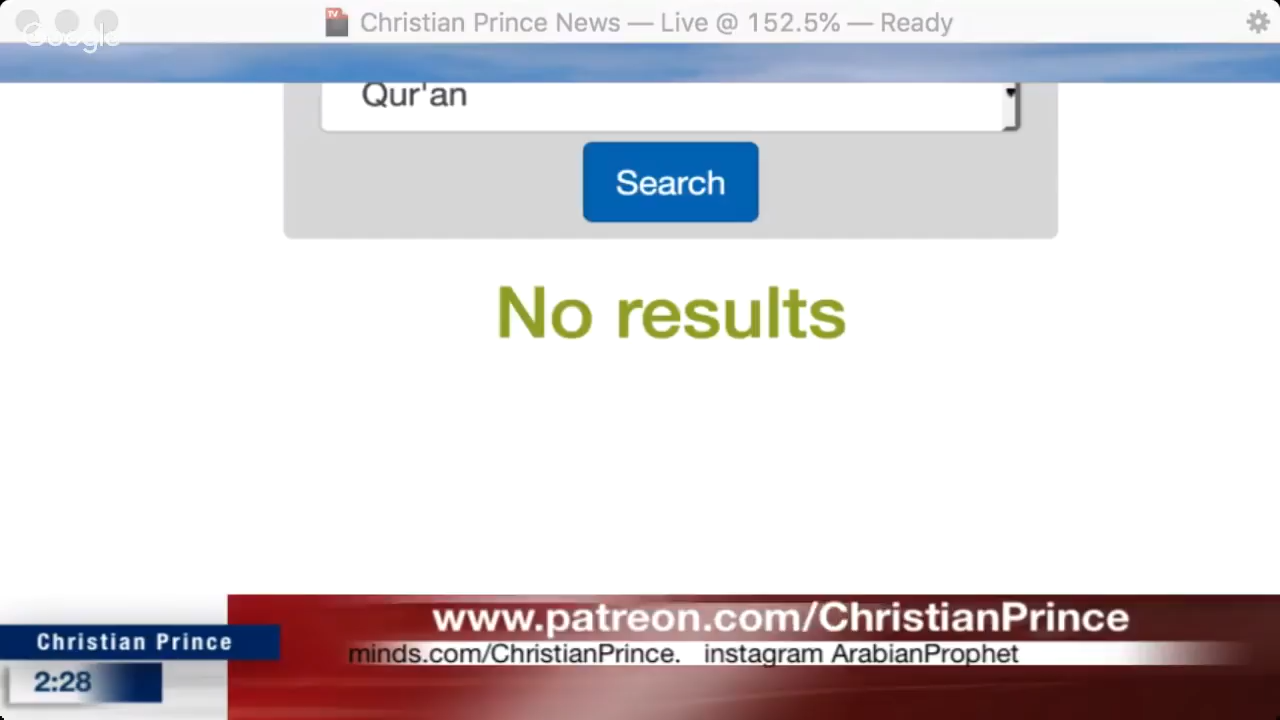 Christian Prince News — Live @ 152.5% — Ready
Google
Qur'an
Search
No results
www.patreon.com/ChristianPrince
minds.com/ChristianPrince. instagram ArabianProphet
Christian Prince
2:28